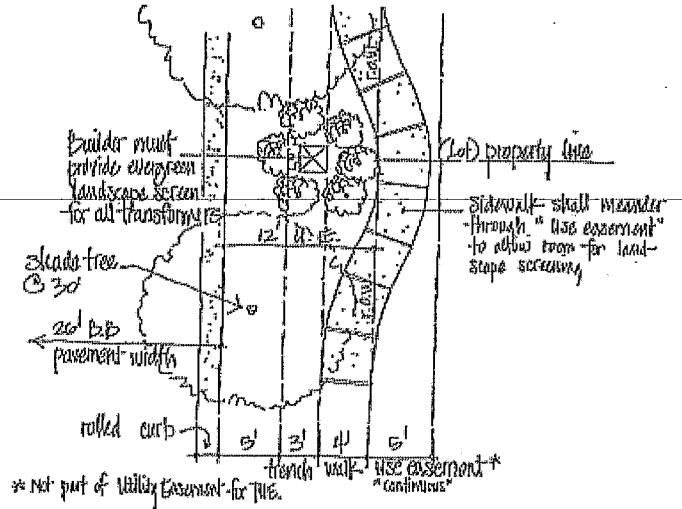 r.o.w.
Builder must
provide evergreen
landscape screen
for all transformers
(Lot) property line
Sidewalk shall meander
through "use easement"
to allow room for land-
scape screening
12'
shade tree
@ 30'
r.o.w.
26' B.B
pavement width
rolled curb
5' 3' 4' 5'
trench walk use easement*
"continuous"
* Not part of Utility Easement for